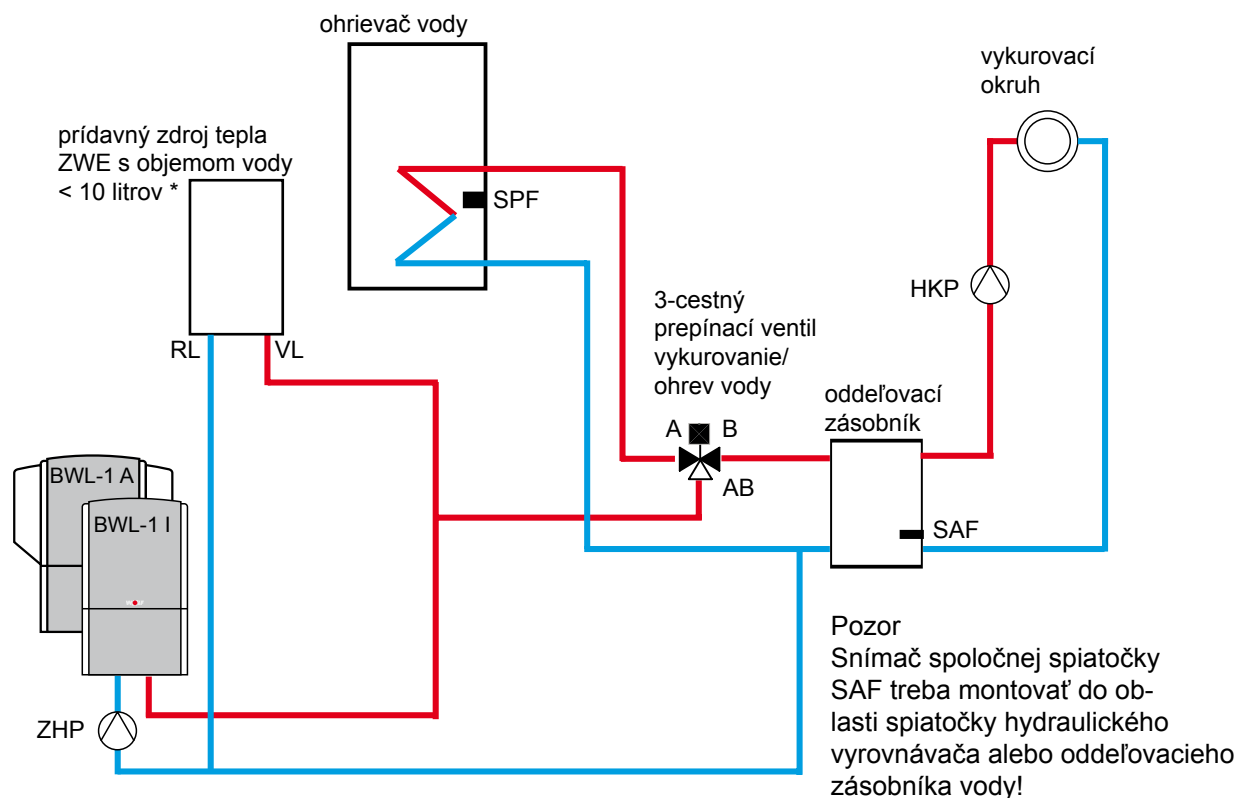 ohrievač vody
vykurovací
okruh
prídavný zdroj tepla
ZWE s objemom vody
< 10 litrov *
SPF
HKP
3-cestný
prepínací ventil
vykurovanie/
ohrev vody
RL
VL
oddeľovací
zásobník
A
B
AB
BWL-1 A
BWL-1 I
SAF
ZHP
Pozor
Snímač spoločnej spiatočky
SAF treba montovať do ob-
lasti spiatočky hydraulického
vyrovnávača alebo oddeľovacieho
zásobníka vody!